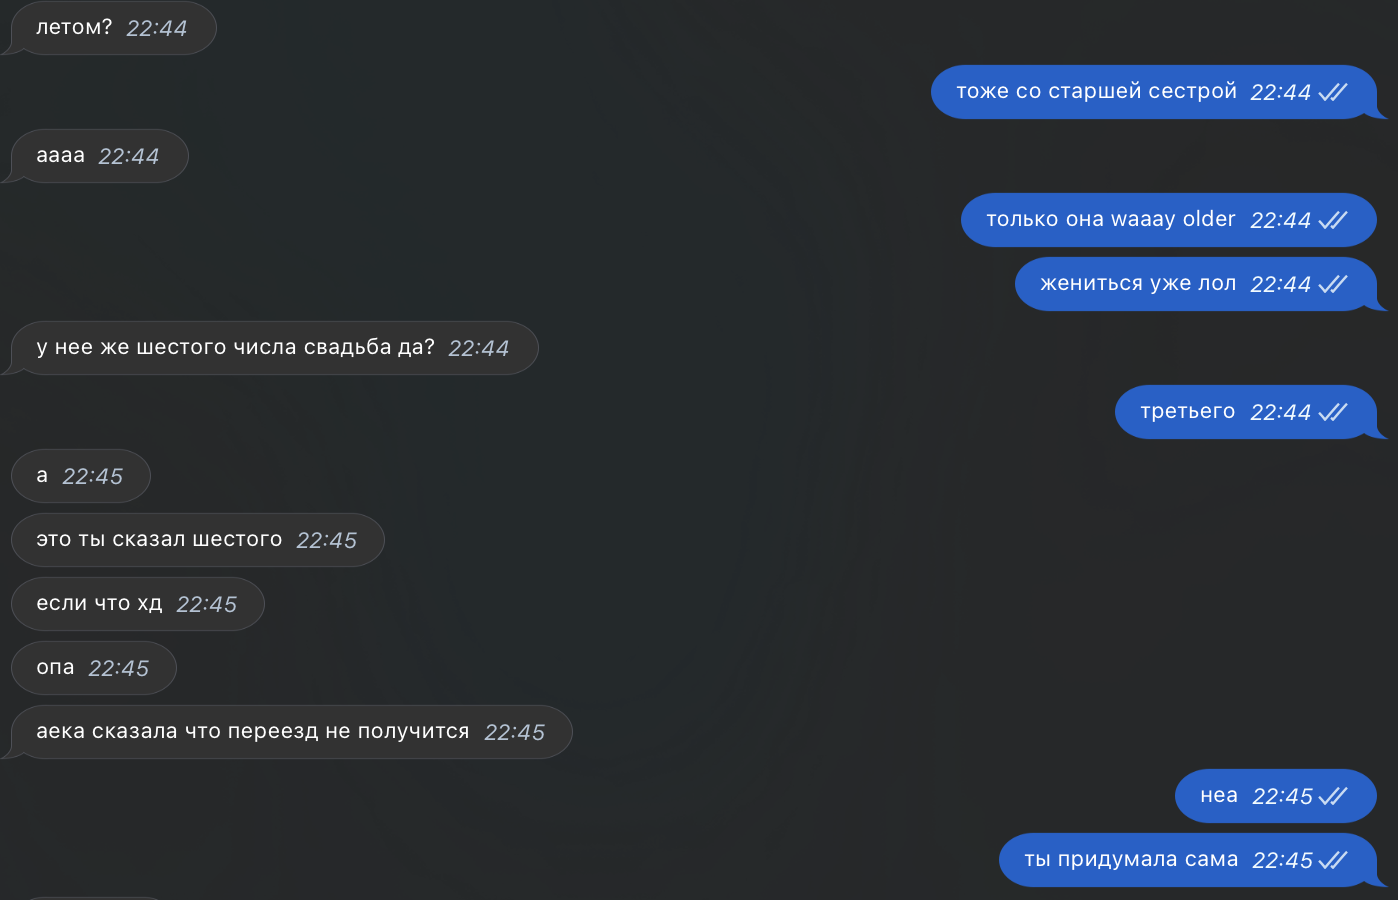 летом? 22:44
тоже со старшей сестрой 22:44
аааа 22:44
только она waaay older 22:44
жениться уже лол 22:44
у нее же шестого числа свадьба да? 22:44
третьего 22:44
а 22:45
это ты сказал шестого 22:45
если что хд 22:45
опа 22:45
аека сказала что переезд не получится 22:45
неа 22:45
ты придумала сама 22:45